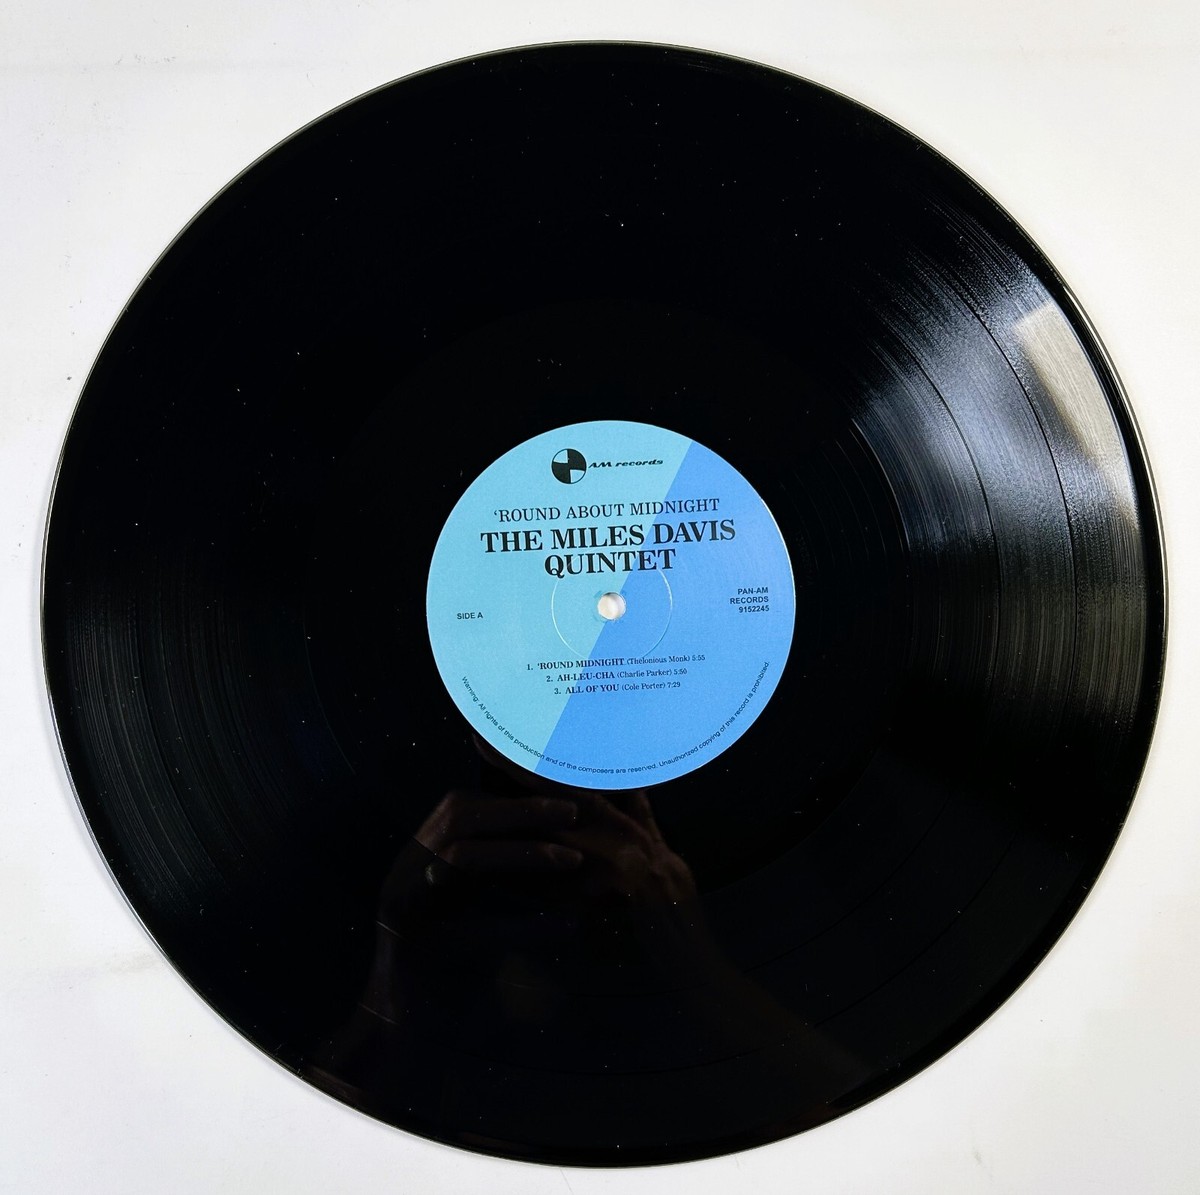 AM records
‘ROUND ABOUT MIDNIGHT
THE MILES DAVIS
QUINTET
SIDE A
PAN-AM
RECORDS
9152245
1. ‘ROUND MIDNIGHT (Thelonious Monk) 5:55
2. AH-LEU-CHA (Charlie Parker) 5:50
3. ALL OF YOU (Cole Porter) 7:29
Warning. All rights of this production and of the composers are reserved. Unauthorized copying of this record is prohibited.